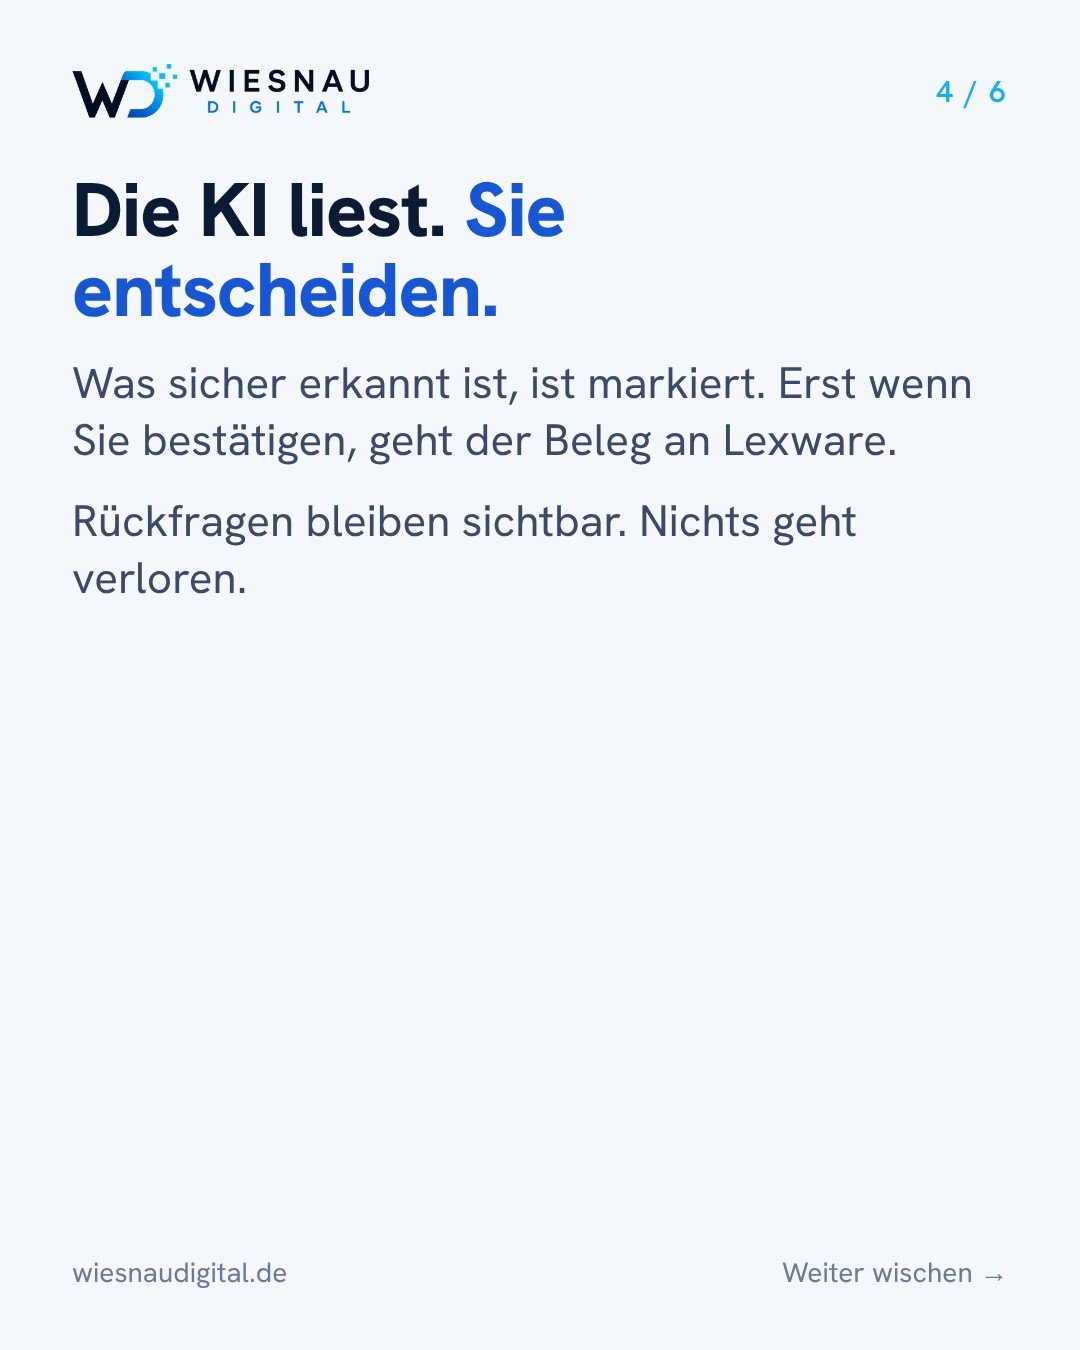 WIESNAU
DIGITAL
4 / 6
Die KI liest. Sie
entscheiden.
Was sicher erkannt ist, ist markiert. Erst wenn
Sie bestätigen, geht der Beleg an Lexware.
Rückfragen bleiben sichtbar. Nichts geht
verloren.
wiesnaudigital.de
Weiter wischen →